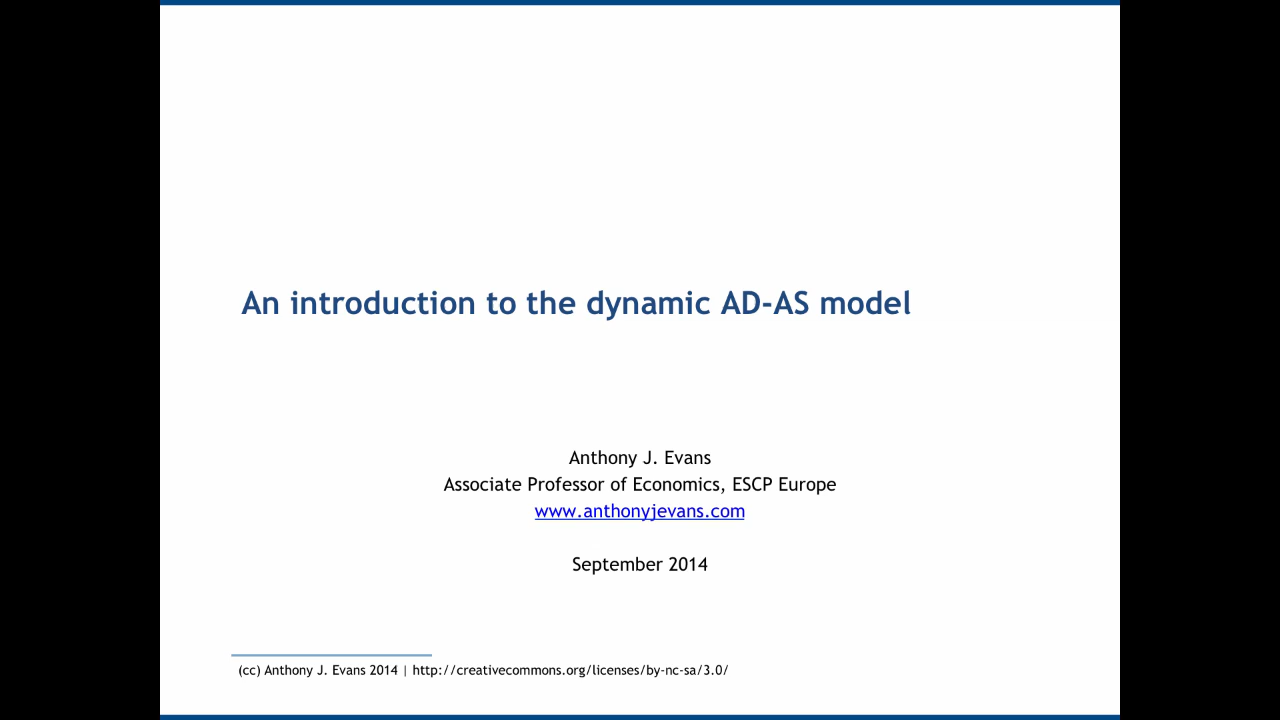 An introduction to the dynamic AD-AS model
Anthony J. Evans
Associate Professor of Economics, ESCP Europe
www.anthonyjevans.com
September 2014
(cc) Anthony J. Evans 2014 | http://creativecommons.org/licenses/by-nc-sa/3.0/